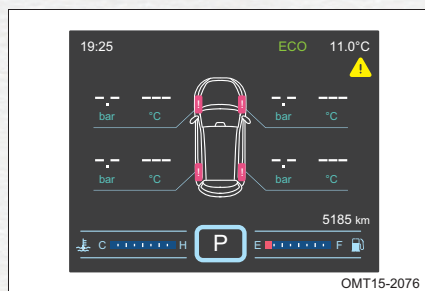 19:25 ECO 11.0°C
!
-.- --- -.- ---
! !
bar °C bar °C
-.- --- -.- ---
! !
bar °C bar °C
5185 km
C H P E F
OMT15-2076